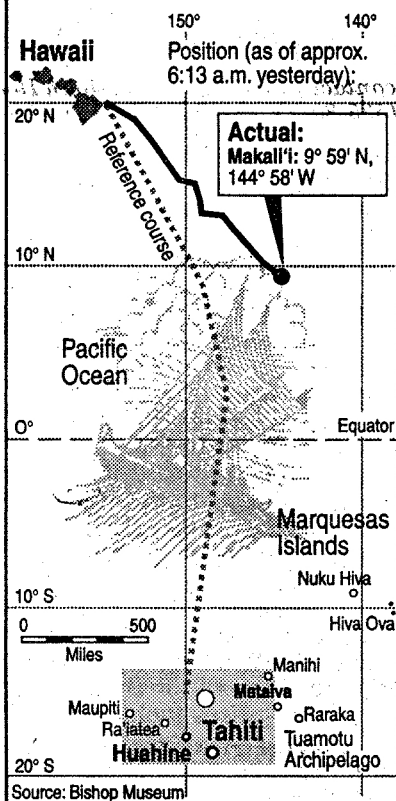 150° 140°
Hawaii
Position (as of approx.
6:13 a.m. yesterday):
20° N
Actual:
Makali'i: 9° 59' N,
144° 58' W
Reference course
10° N
Pacific
Ocean
0°
Equator
Marquesas
Islands
Nuku Hiva
10° S
Hiva Ova
0 500
Miles
Manihi
Mataiva
Maupiti
Raraka
Ra'iatea
Tahiti
Huahine
Tuamotu
Archipelago
20° S
Source: Bishop Museum